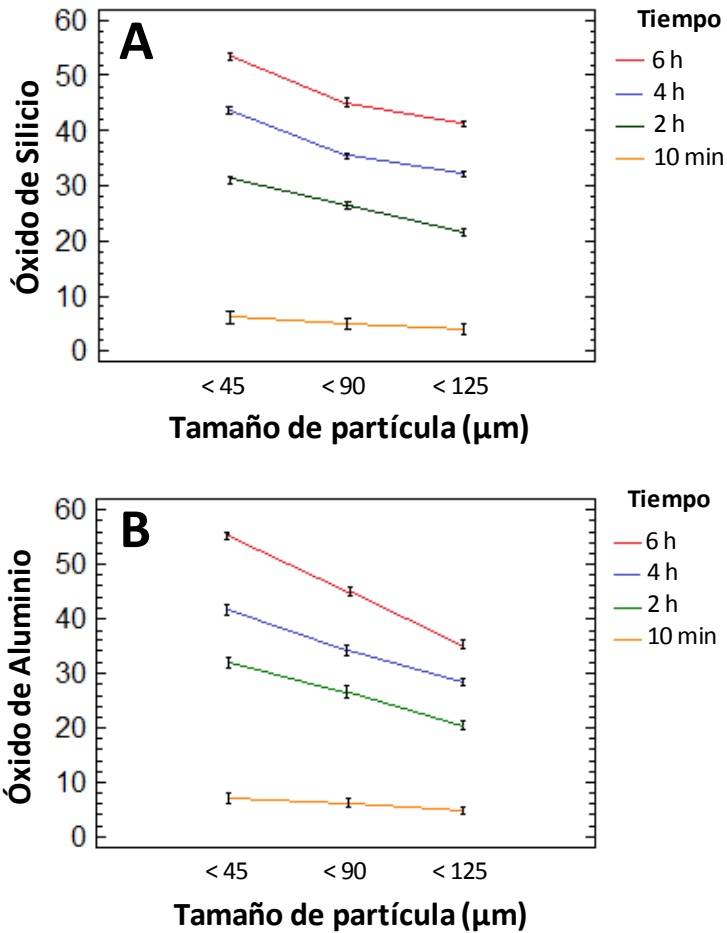 A
Óxido de Silicio
60
50
40
30
20
10
0
< 45
< 90
< 125
Tamaño de partícula (µm)
Tiempo
6 h
4 h
2 h
10 min
B
Óxido de Aluminio
60
50
40
30
20
10
0
< 45
< 90
< 125
Tamaño de partícula (µm)
Tiempo
6 h
4 h
2 h
10 min